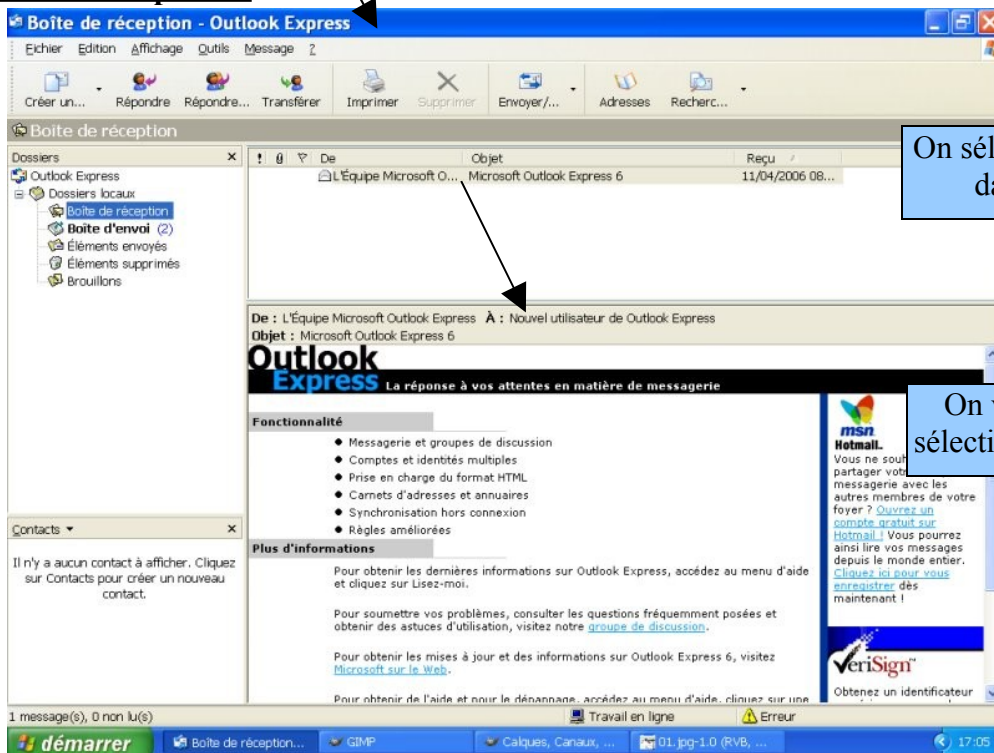 Boîte de réception - Outlook Express
Fichier Edition Affichage Outils Message ?
Créer un... Répondre Répondre... Transférer Imprimer Supprimer Envoyer/... Adresses Recherc...
Boîte de réception
Dossiers
Outlook Express
Dossiers locaux
Boîte de réception
Boîte d'envoi (2)
Éléments envoyés
Éléments supprimés
Brouillons
De Objet Reçu
L'Équipe Microsoft O... Microsoft Outlook Express 6 11/04/2006 08...
On sél
da
De : L'Équipe Microsoft Outlook Express À : Nouvel utilisateur de Outlook Express
Objet : Microsoft Outlook Express 6
Outlook
Express La réponse à vos attentes en matière de messagerie
Fonctionnalité
Messagerie et groupes de discussion
Comptes et identités multiples
Prise en charge du format HTML
Carnets d'adresses et annuaires
Synchronisation hors connexion
Règles améliorées
Plus d'informations
Pour obtenir les dernières informations sur Outlook Express, accédez au menu d'aide
et cliquez sur Lisez-moi.
Pour soumettre vos problèmes, consulter les questions fréquemment posées et
obtenir des astuces d'utilisation, visitez notre groupe de discussion.
Pour obtenir les mises à jour et des informations sur Outlook Express 6, visitez
Microsoft sur le Web.
Pour obtenir de l'aide et pour le dépannage, accédez au menu d'aide, cliquez sur une
On v
sélecti
msn
Hotmail.
Vous ne souh
partager votr
messagerie avec les
autres membres de votre
foyer ? Ouvrez un
compte gratuit sur
Hotmail ! Vous pourrez
ainsi lire vos messages
depuis le monde entier.
Cliquez ici pour vous
enregistrer dès
maintenant !
VeriSign
Obtenez un identificateur
Contacts
Il n'y a aucun contact à afficher. Cliquez
sur Contacts pour créer un nouveau
contact.
1 message(s), 0 non lu(s) Travail en ligne Erreur
démarrer Boîte de réception... GIMP Calques, Canaux, ... 01.jpg-1.0 (RVB, ... 17:05